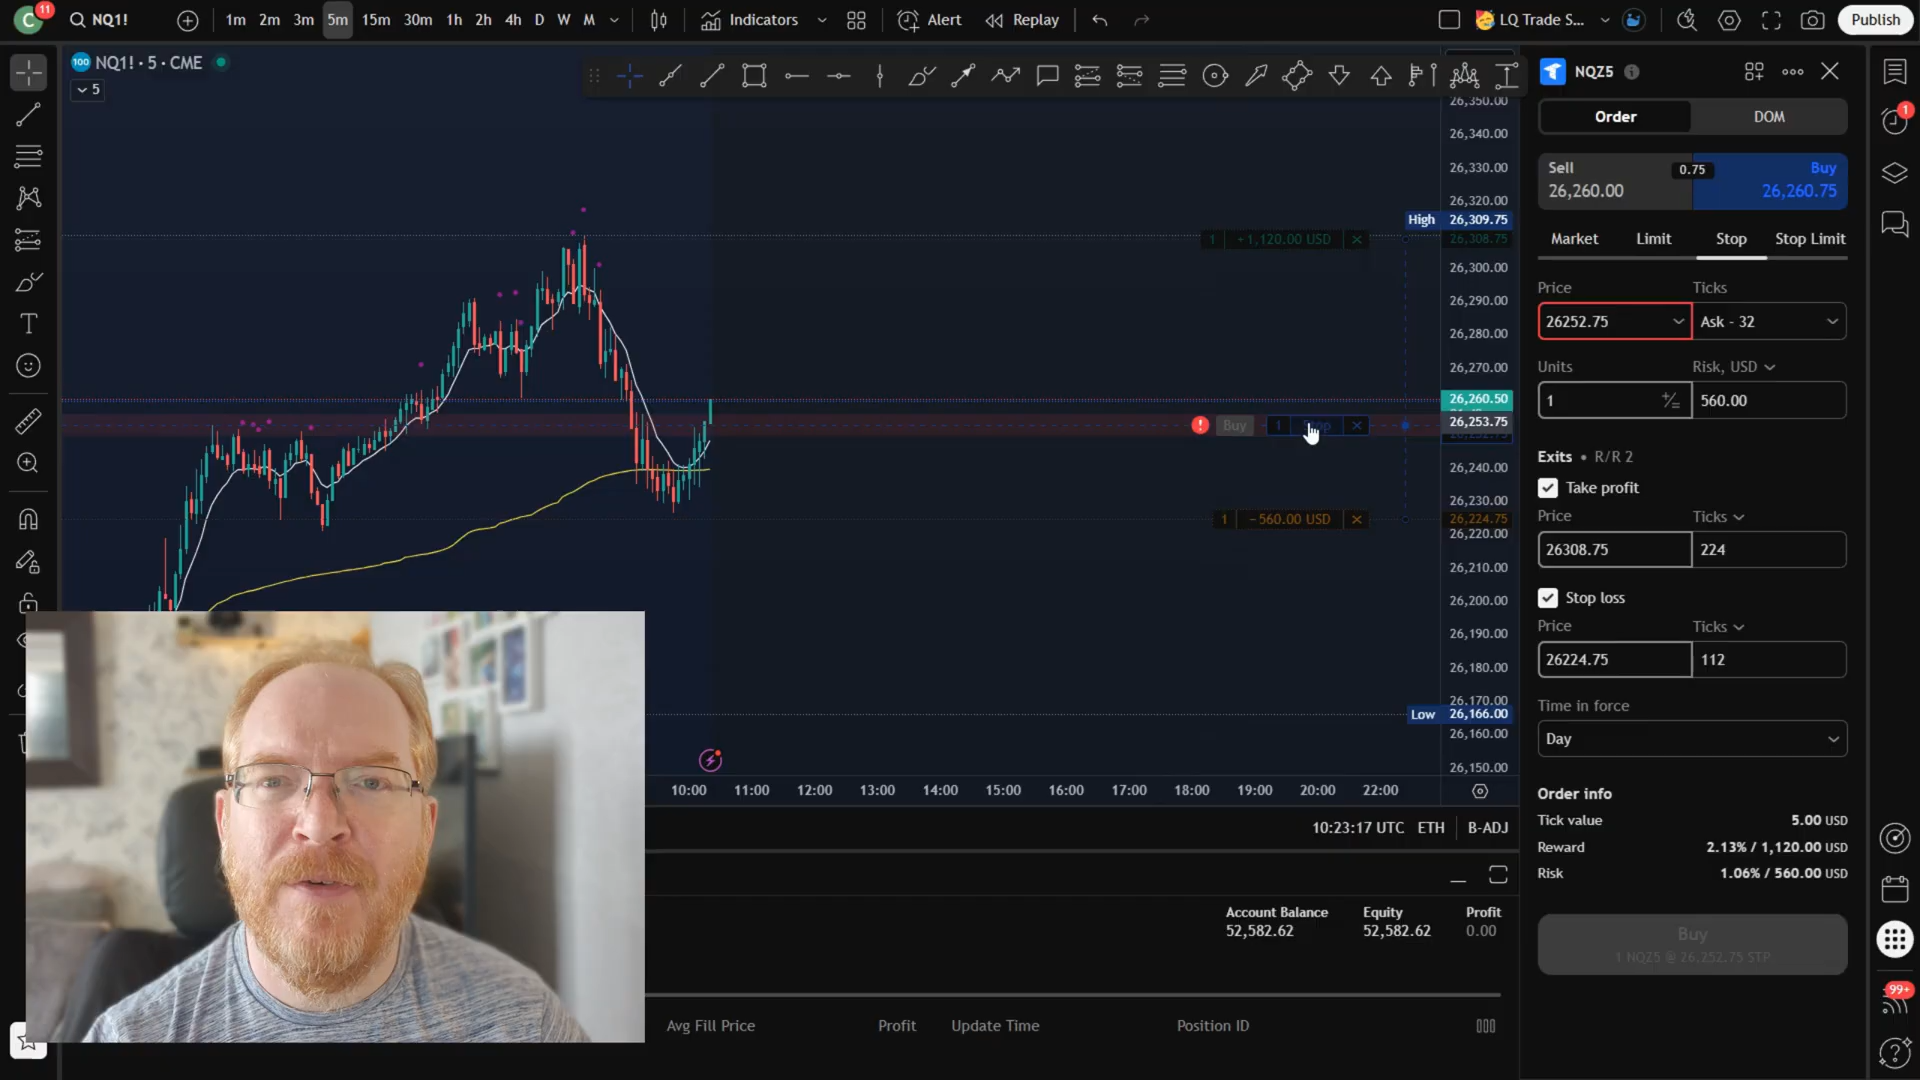 C
11
NQ1!
1m
2m
3m
5m
15m
30m
1h
2h
4h
D
W
M
Indicators
Alert
Replay
LQ Trade S...
Publish
100
NQ1! · 5 · CME
5
NQZ5
Order
DOM
Sell
26,260.00
0.75
Buy
26,260.75
Market
Limit
Stop
Stop Limit
Price
Ticks
26252.75
Ask - 32
Units
Risk, USD
1
560.00
Exits • R/R 2
Take profit
Price
Ticks
26308.75
224
Stop loss
Price
Ticks
26224.75
112
Time in force
Day
Order info
Tick value
5.00 USD
Reward
2.13% / 1,120.00 USD
Risk
1.06% / 560.00 USD
Buy
1 NQZ5 @ 26,252.75 STP
26,350.00
26,340.00
26,330.00
26,320.00
High 26,309.75
1 +1,120.00 USD
26,308.75
26,300.00
26,290.00
26,280.00
26,270.00
26,260.50
26,253.75
Buy
1
26,240.00
26,230.00
1 −560.00 USD
26,224.75
26,220.00
26,210.00
26,200.00
26,190.00
26,180.00
26,170.00
Low 26,166.00
26,160.00
26,150.00
10:00
11:00
12:00
13:00
14:00
15:00
16:00
17:00
18:00
19:00
20:00
22:00
10:23:17 UTC
ETH
B-ADJ
Account Balance
Equity
Profit
52,582.62
52,582.62
0.00
Avg Fill Price
Profit
Update Time
Position ID
1
99+